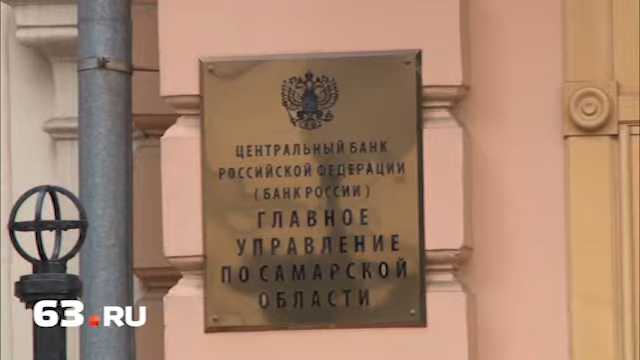 ЦЕНТРАЛЬНЫЙ БАНК
РОССИЙСКОЙ ФЕДЕРАЦИИ
(БАНК РОССИИ)
ГЛАВНОЕ
УПРАВЛЕНИЕ
ПО САМАРСКОЙ
ОБЛАСТИ
63.RU